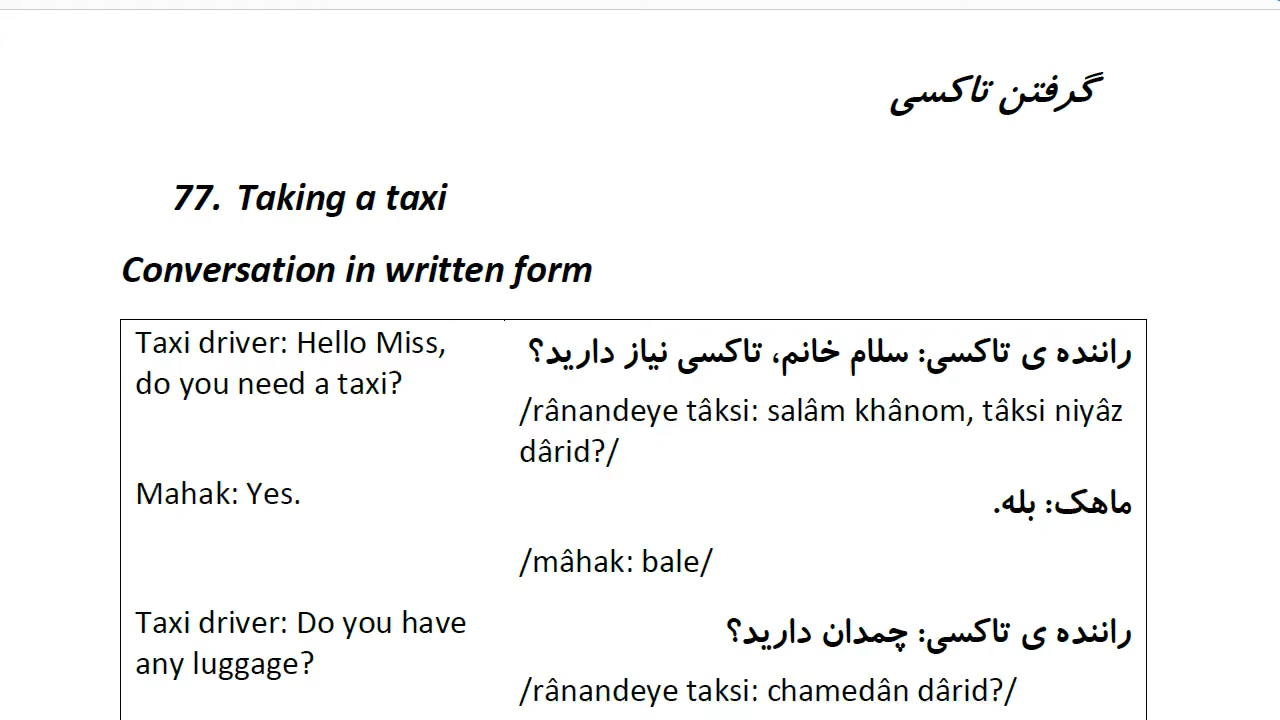 گرفتن تاکسی
77. Taking a taxi
Conversation in written form
Taxi driver: Hello Miss,
do you need a taxi?
راننده ی تاکسی: سلام خانم، تاکسی نیاز دارید؟
/rânandeye tâksi: salâm khânom, tâksi niyâz
dârid?/
Mahak: Yes.
ماهک: بله.
/mâhak: bale/
Taxi driver: Do you have
any luggage?
راننده ی تاکسی: چمدان دارید؟
/rânandeye taksi: chamedân dârid?/